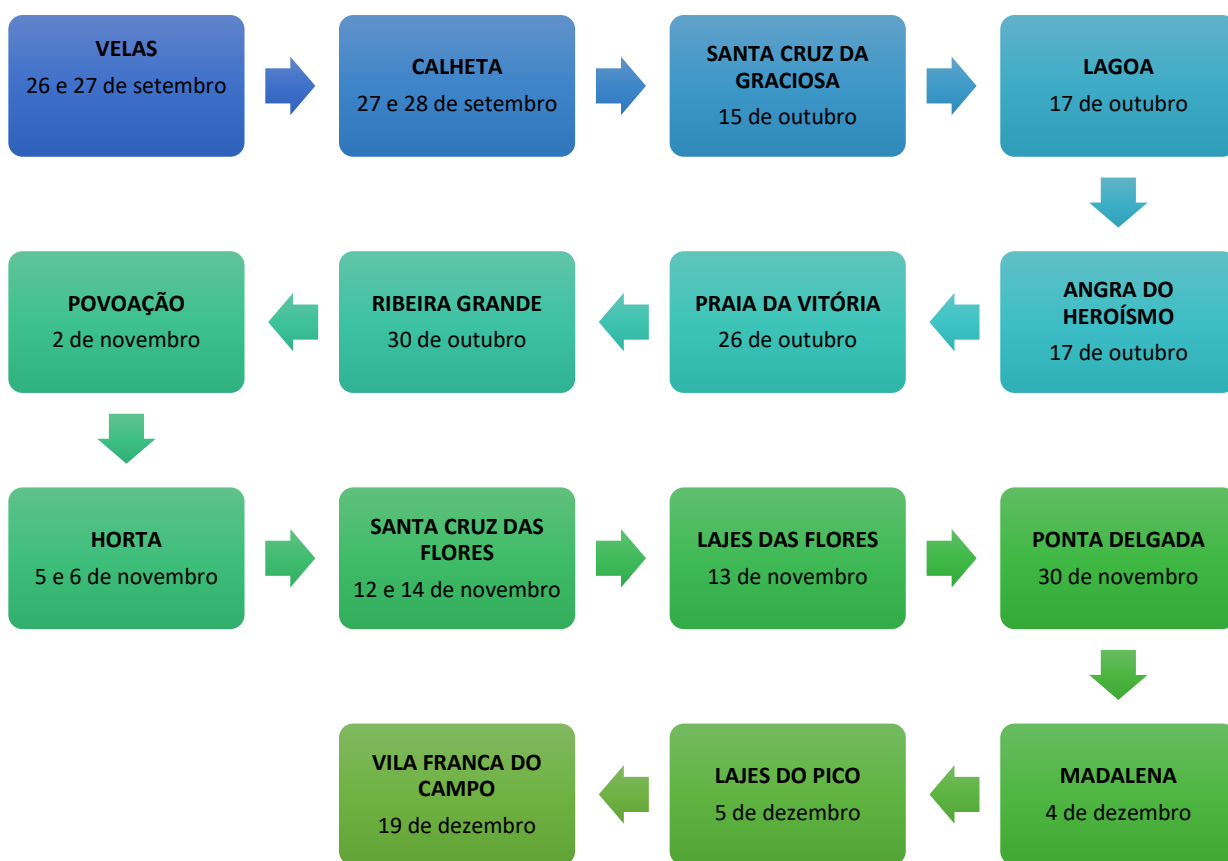 VELAS
26 e 27 de setembro
CALHETA
27 e 28 de setembro
SANTA CRUZ DA
GRACIOSA
15 de outubro
LAGOA
17 de outubro
ANGRA DO
HEROÍSMO
17 de outubro
PRAIA DA VITÓRIA
26 de outubro
RIBEIRA GRANDE
30 de outubro
POVOAÇÃO
2 de novembro
HORTA
5 e 6 de novembro
SANTA CRUZ DAS
FLORES
12 e 14 de novembro
LAJES DAS FLORES
13 de novembro
PONTA DELGADA
30 de novembro
MADALENA
4 de dezembro
LAJES DO PICO
5 de dezembro
VILA FRANCA DO
CAMPO
19 de dezembro